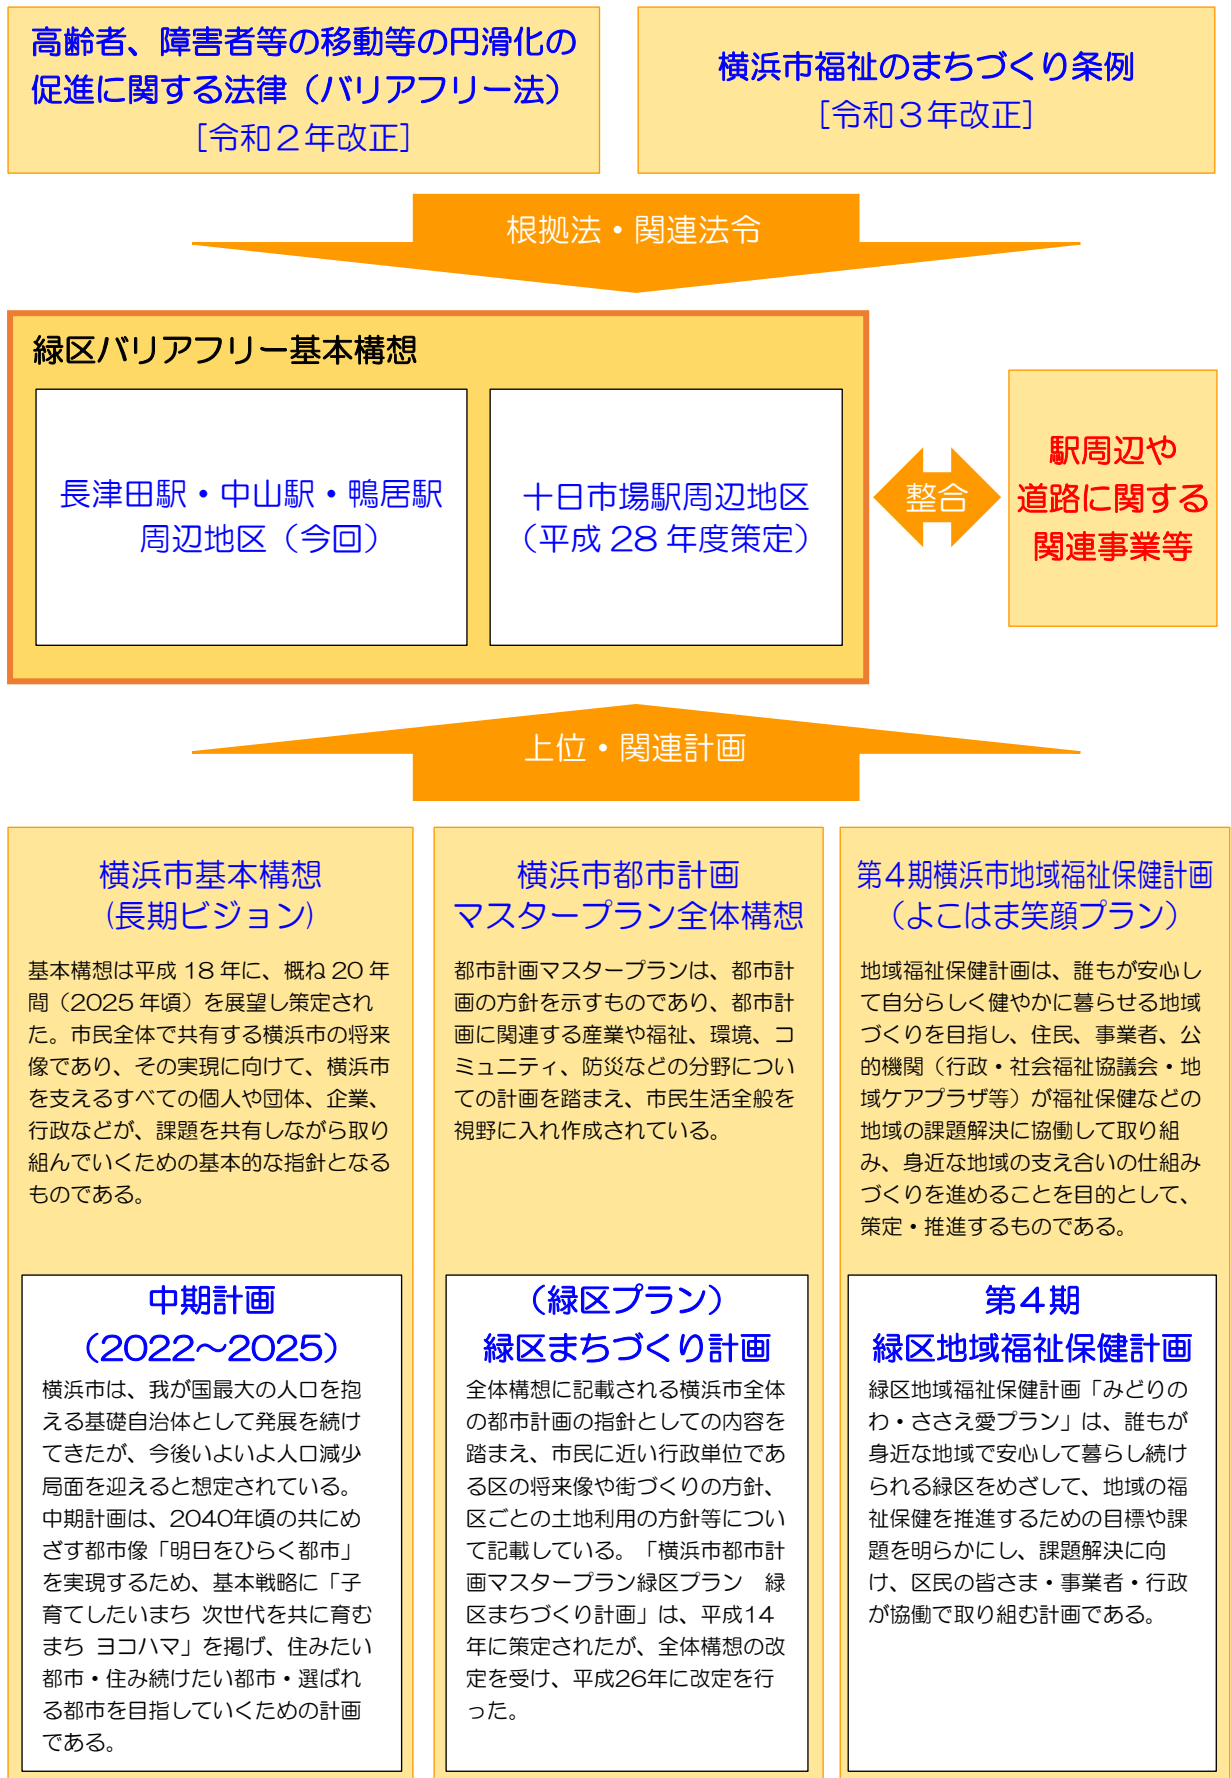 高齢者、障害者等の移動等の円滑化の
促進に関する法律（バリアフリー法）
［令和２年改正］
横浜市福祉のまちづくり条例
［令和３年改正］
根拠法・関連法令
緑区バリアフリー基本構想
長津田駅・中山駅・鴨居駅
周辺地区（今回）
十日市場駅周辺地区
（平成 28 年度策定）
整合
駅周辺や
道路に関する
関連事業等
上位・関連計画
横浜市基本構想
(長期ビジョン)
基本構想は平成 18 年に、概ね 20 年
間（2025 年頃）を展望し策定され
た。市民全体で共有する横浜市の将来
像であり、その実現に向けて、横浜市
を支えるすべての個人や団体、企業、
行政などが、課題を共有しながら取り
組んでいくための基本的な指針となる
ものである。
中期計画
（2022～2025）
横浜市は、我が国最大の人口を抱
える基礎自治体として発展を続け
てきたが、今後いよいよ人口減少
局面を迎えると想定されている。
中期計画は、2040年頃の共にめ
ざす都市像「明日をひらく都市」
を実現するため、基本戦略に「子
育てしたいまち 次世代を共に育む
まち ヨコハマ」を掲げ、住みたい
都市・住み続けたい都市・選ばれ
る都市を目指していくための計画
である。
横浜市都市計画
マスタープラン全体構想
都市計画マスタープランは、都市計
画の方針を示すものであり、都市計
画に関連する産業や福祉、環境、コ
ミュニティ、防災などの分野につい
ての計画を踏まえ、市民生活全般を
視野に入れ作成されている。
（緑区プラン）
緑区まちづくり計画
全体構想に記載される横浜市全体
の都市計画の指針としての内容を
踏まえ、市民に近い行政単位であ
る区の将来像や街づくりの方針、
区ごとの土地利用の方針等につい
て記載している。「横浜市都市計
画マスタープラン緑区プラン　緑
区まちづくり計画」は、平成14
年に策定されたが、全体構想の改
定を受け、平成26年に改定を行
った。
第４期横浜市地域福祉保健計画
（よこはま笑顔プラン）
地域福祉保健計画は、誰もが安心し
て自分らしく健やかに暮らせる地域
づくりを目指し、住民、事業者、公
的機関（行政・社会福祉協議会・地
域ケアプラザ等）が福祉保健などの
地域の課題解決に協働して取り組
み、身近な地域の支え合いの仕組み
づくりを進めることを目的として、
策定・推進するものである。
第４期
緑区地域福祉保健計画
緑区地域福祉保健計画「みどりの
わ・ささえ愛プラン」は、誰もが
身近な地域で安心して暮らし続け
られる緑区をめざして、地域の福
祉保健を推進するための目標や課
題を明らかにし、課題解決に向
け、区民の皆さま・事業者・行政
が協働で取り組む計画である。